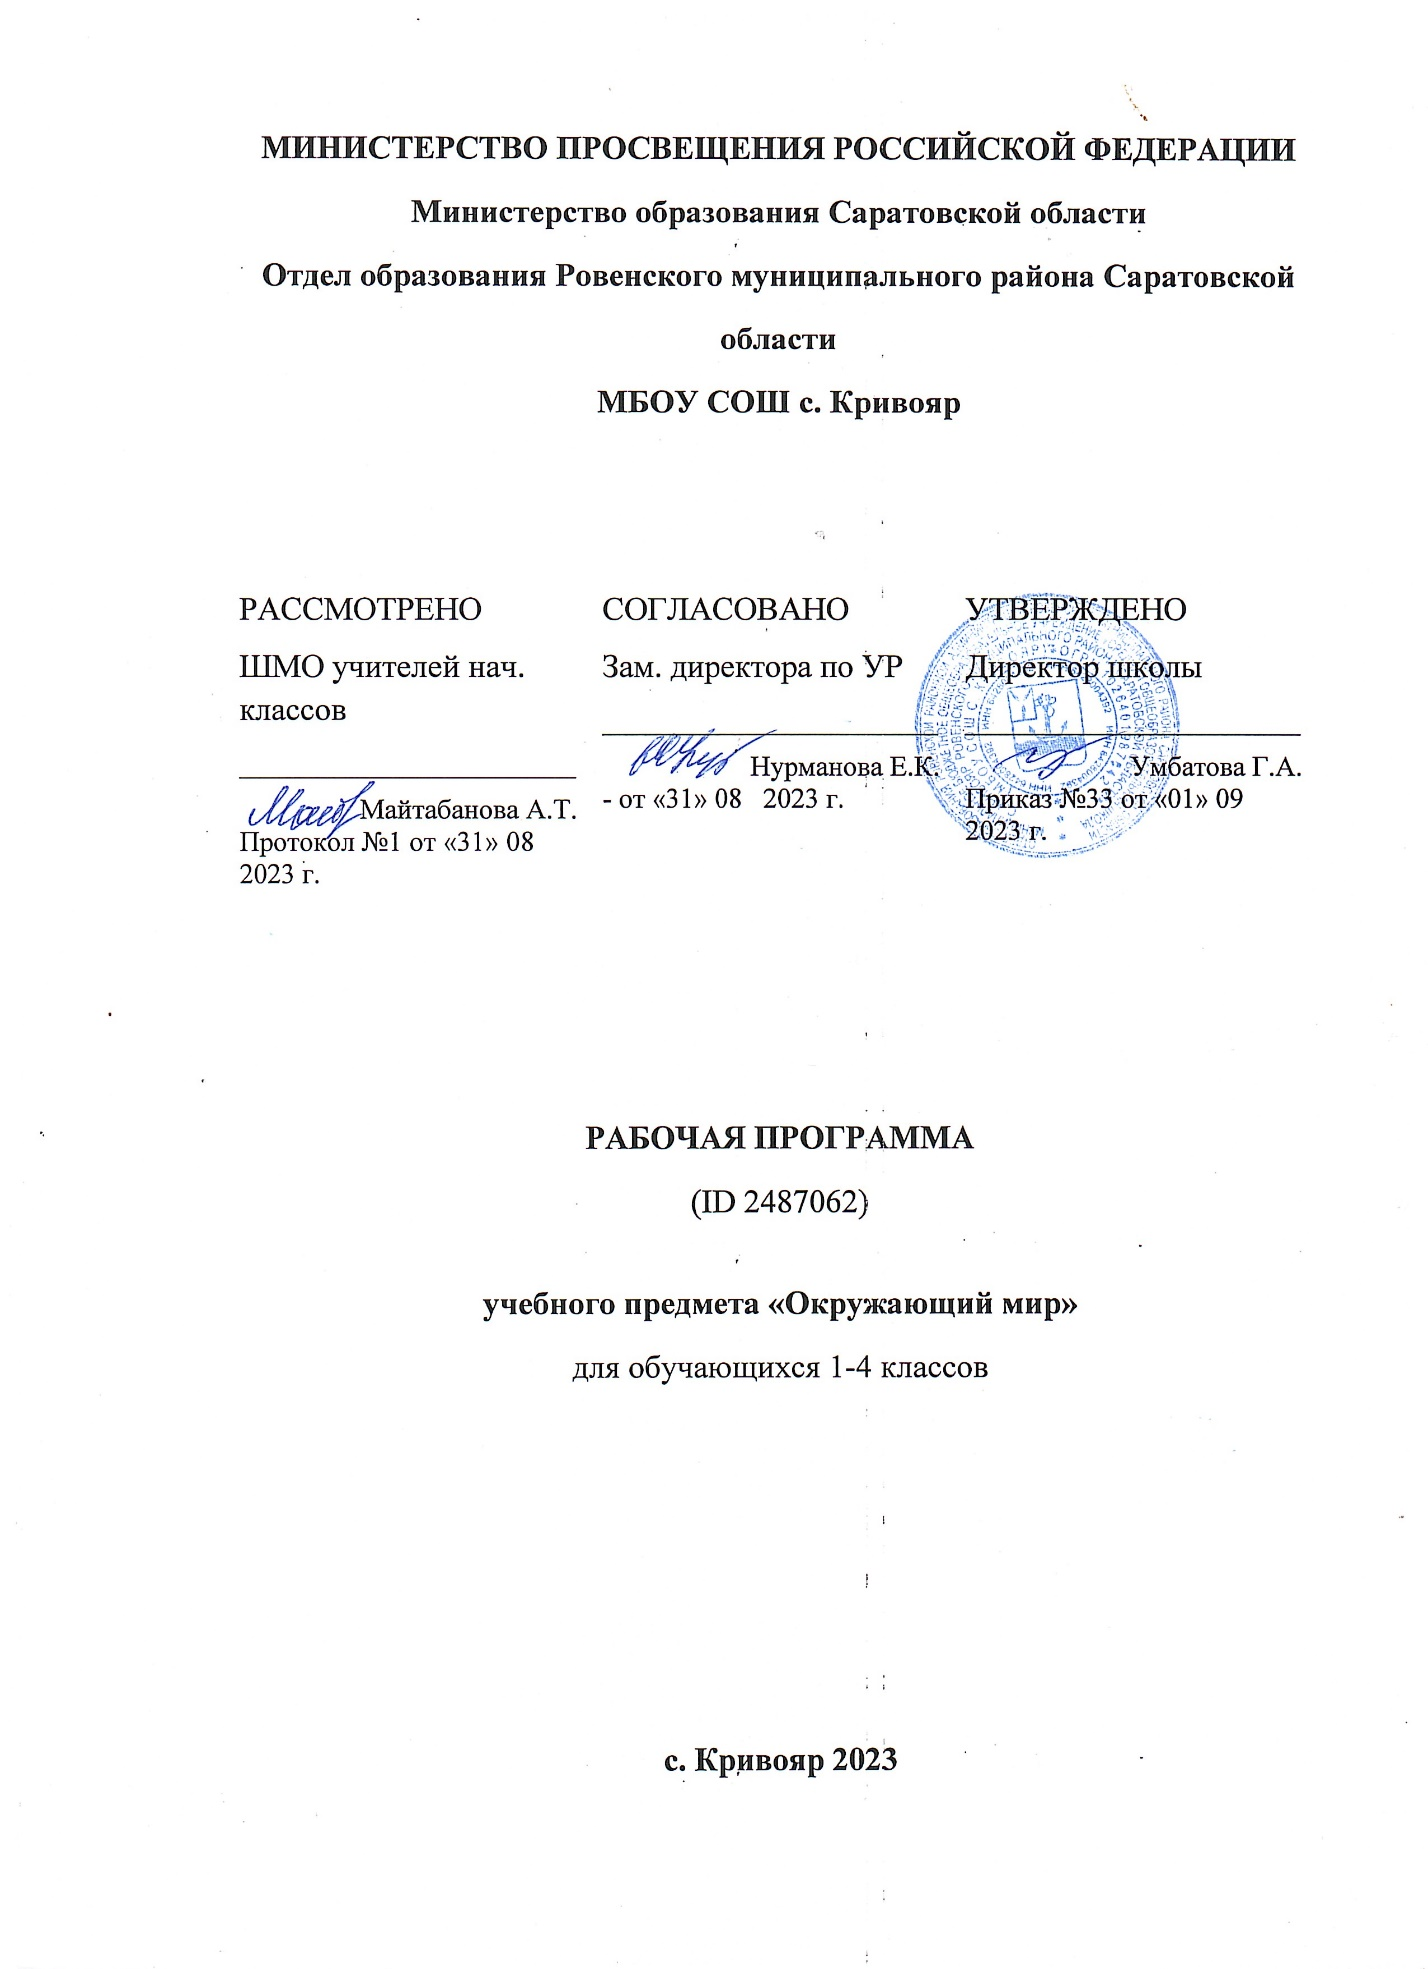 МИНИСТЕРСТВО ПРОСВЕЩЕНИЯ РОССИЙСКОЙ ФЕДЕРАЦИИ
Министерство образования Саратовской области
Отдел образования Ровенского муниципального района Саратовской
области
МБОУ СОШ с. Кривояр
РАССМОТРЕНО
ШМО учителей нач.
классов
Майтабанова А.Т.
Протокол №1 от «31» 08
2023 г.
СОГЛАСОВАНО
Зам. директора по УР
Нурманова Е.К.
- от «31» 08 2023 г.
УТВЕРЖДЕНО
Директор школы
Умбатова Г.А.
Приказ №33 от «01» 09
2023 г.
РАБОЧАЯ ПРОГРАММА
(ID 2487062)
учебного предмета «Окружающий мир»
для обучающихся 1-4 классов
с. Кривояр 2023